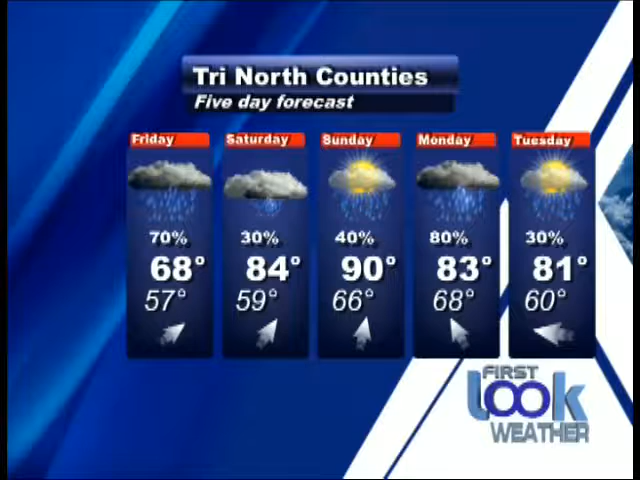 Tri North Counties
Five day forecast
Friday Saturday Sunday Monday Tuesday
70% 30% 40% 80% 30%
68° 84° 90° 83° 81°
57° 59° 66° 68° 60°
FIRST
Look
WEATHER